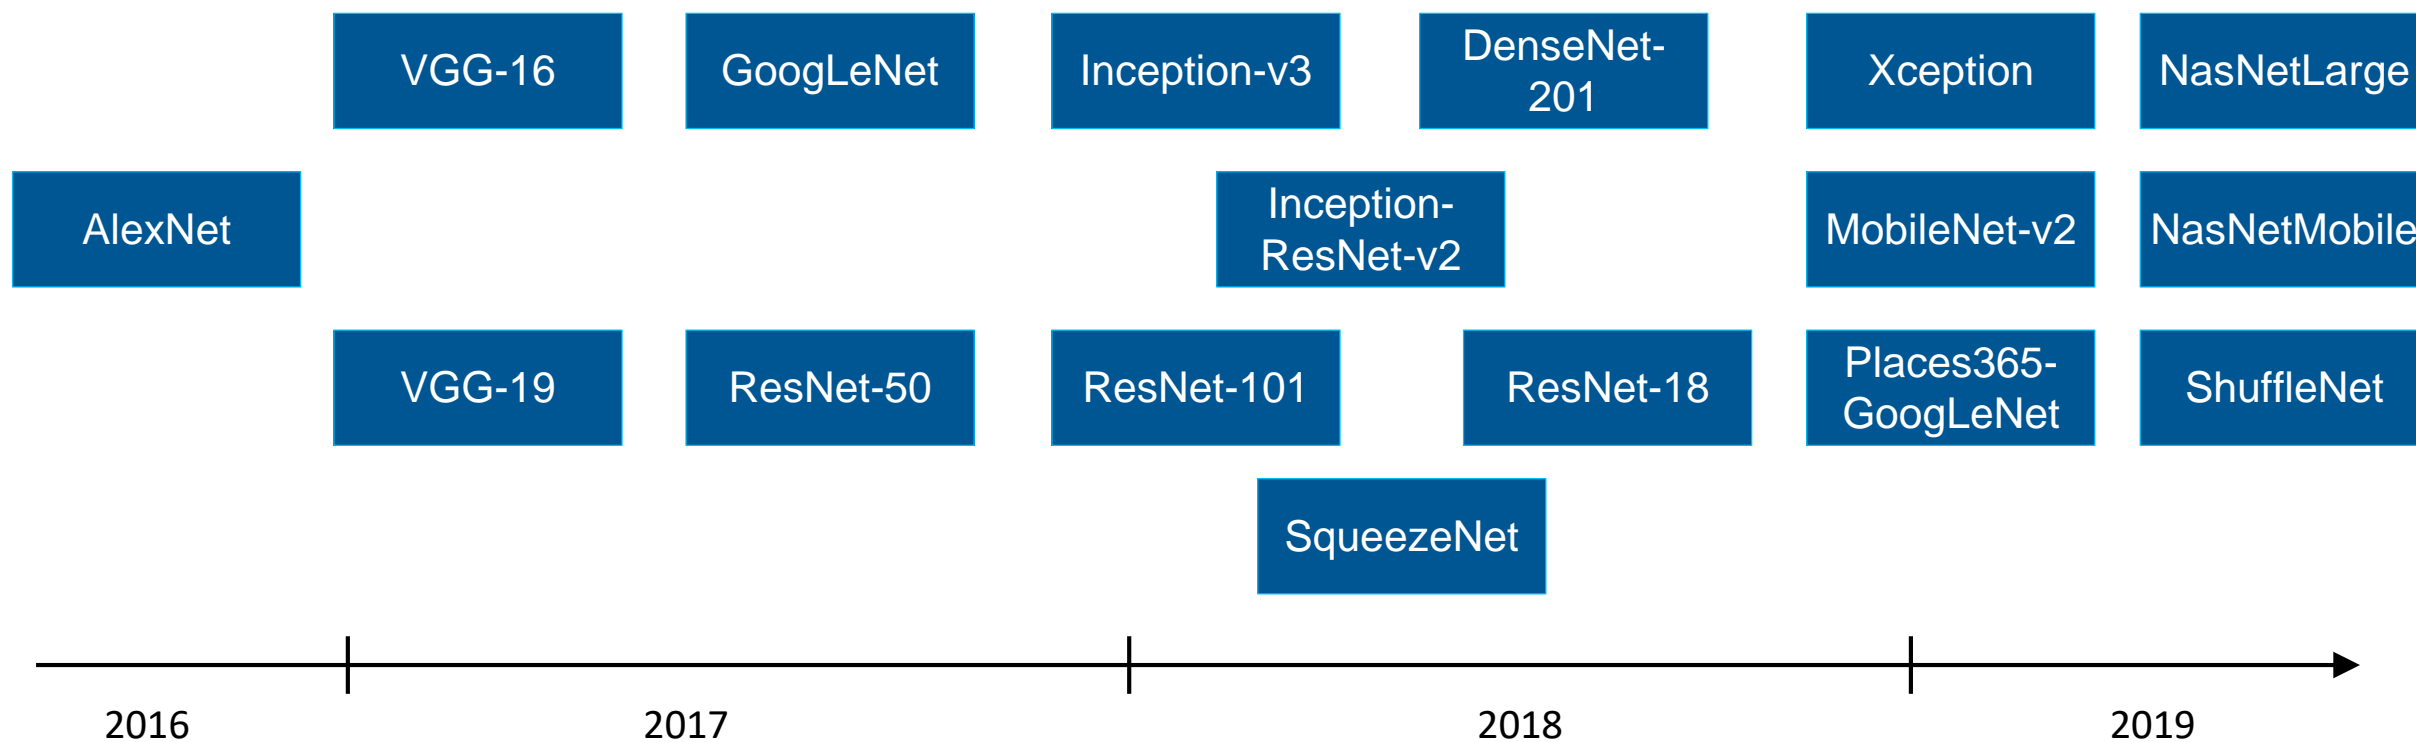 VGG-16
GoogLeNet
Inception-v3
DenseNet-
201
Xception
NasNetLarge
AlexNet
Inception-
ResNet-v2
MobileNet-v2
NasNetMobile
VGG-19
ResNet-50
ResNet-101
ResNet-18
Places365-
GoogLeNet
ShuffleNet
SqueezeNet
2016
2017
2018
2019